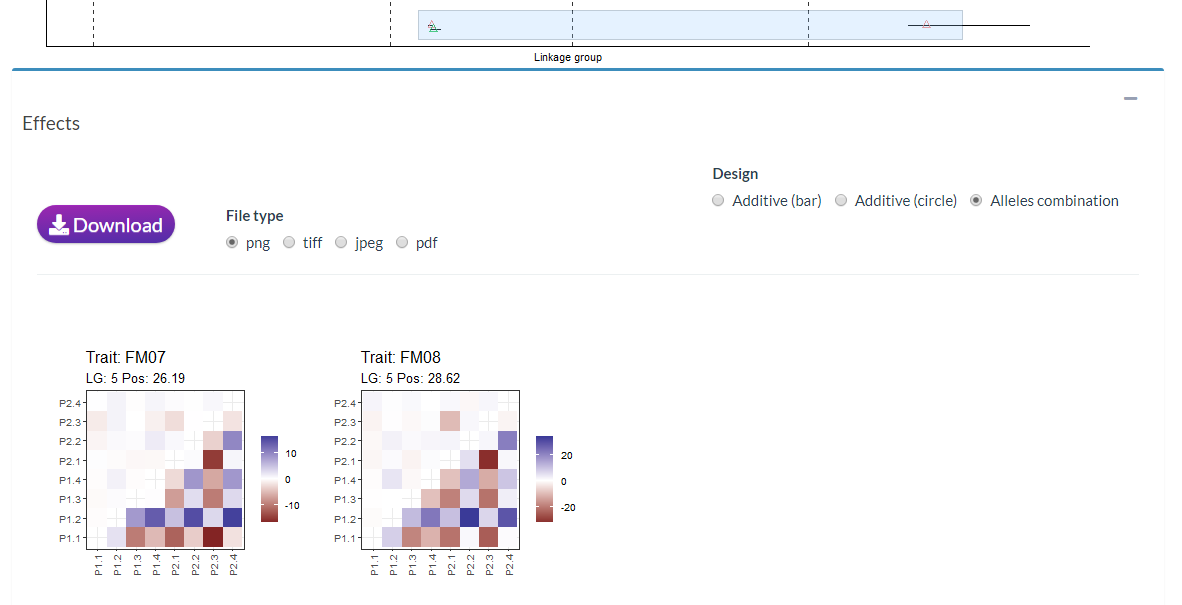 Linkage group
Effects
Design
Additive (bar) Additive (circle) Alleles combination
Download
File type
png tiff jpeg pdf
Trait: FM07
LG: 5 Pos: 26.19
P2.4
P2.3
P2.2
P2.1
P1.4
P1.3
P1.2
P1.1
P1.1 P1.2 P1.3 P1.4 P2.1 P2.2 P2.3 P2.4
10
0
-10
Trait: FM08
LG: 5 Pos: 28.62
P2.4
P2.3
P2.2
P2.1
P1.4
P1.3
P1.2
P1.1
P1.1 P1.2 P1.3 P1.4 P2.1 P2.2 P2.3 P2.4
20
0
-20